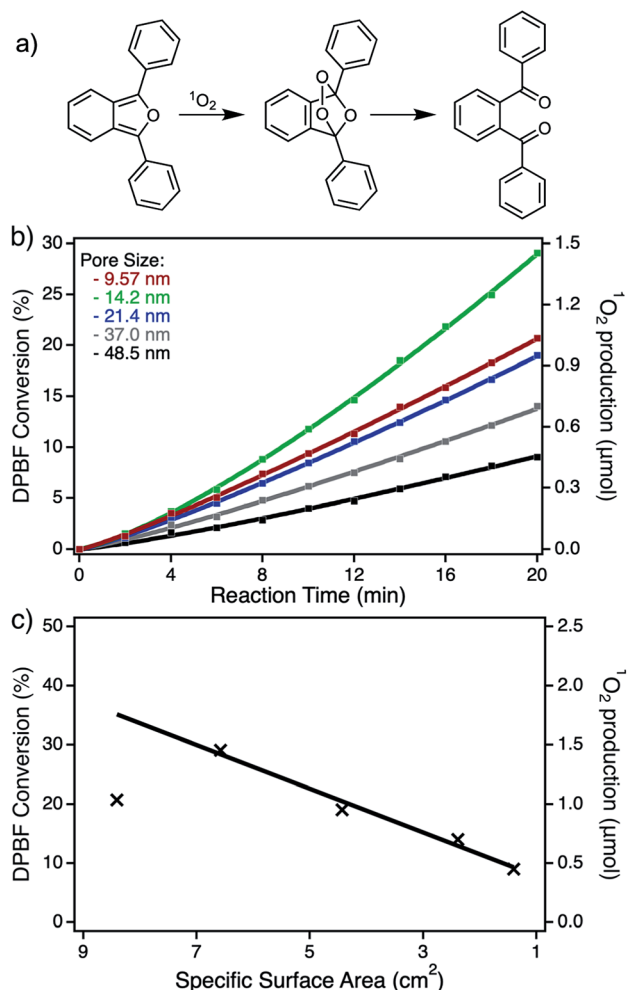 a)
O
¹O₂
O
O
O
O
O
b)
30
25
20
15
10
5
0
DPBF Conversion (%)
Pore Size:
- 9.57 nm
- 14.2 nm
- 21.4 nm
- 37.0 nm
- 48.5 nm
1.5
1.2
0.9
0.6
0.3
0.0
¹O₂ production (μmol)
0 4 8 12 16 20
Reaction Time (min)
c)
50
40
30
20
10
0
DPBF Conversion (%)
2.5
2.0
1.5
1.0
0.5
0.0
¹O₂ production (μmol)
9 7 5 3 1
Specific Surface Area (cm²)